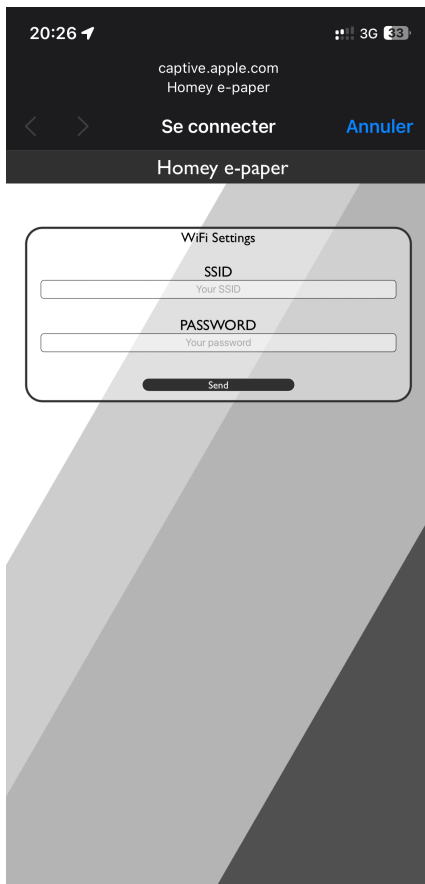 20:26
3G 33
captive.apple.com
Homey e-paper
Se connecter
Annuler
Homey e-paper
WiFi Settings
SSID
Your SSID
PASSWORD
Your password
Send